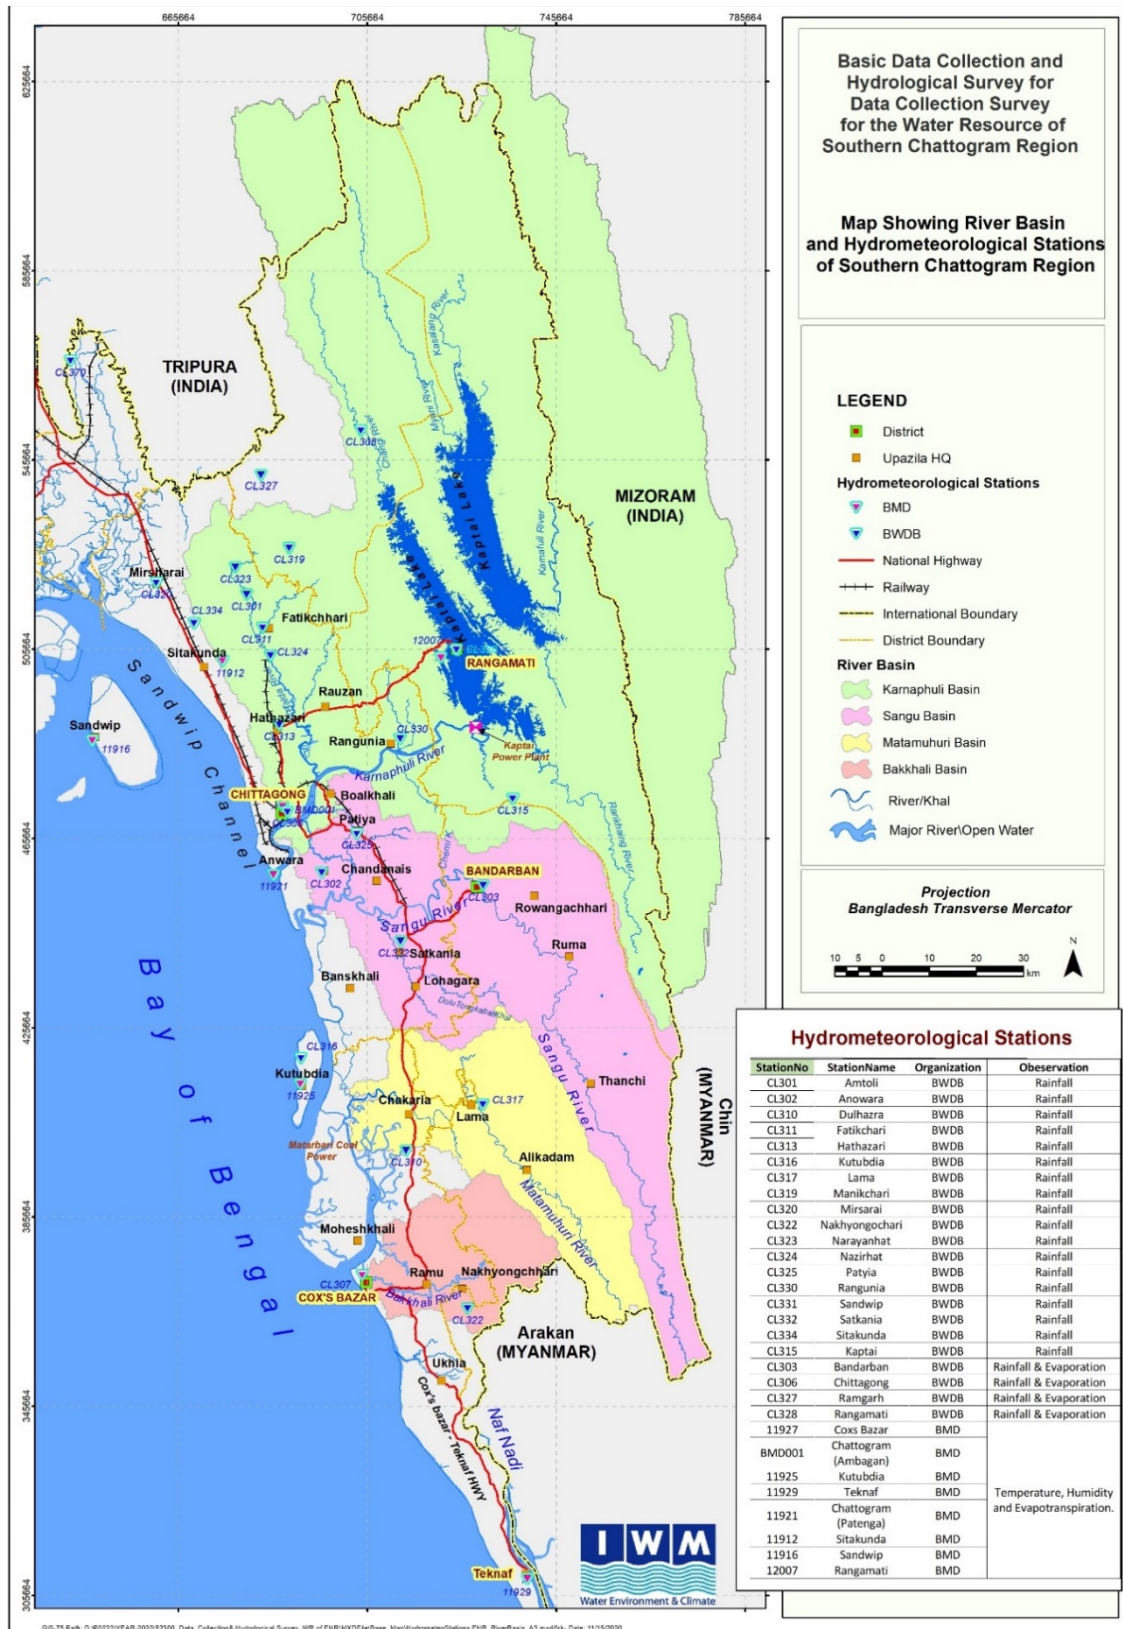 665664
705664
745664
785664
625664
585664
545664
505664
465664
425664
385664
345664
305664
Basic Data Collection and
Hydrological Survey for
Data Collection Survey
for the Water Resource of
Southern Chattogram Region
Map Showing River Basin
and Hydrometeorological Stations
of Southern Chattogram Region
LEGEND
District
Upazila HQ
Hydrometeorological Stations
BMD
BWDB
National Highway
Railway
International Boundary
District Boundary
River Basin
Karnaphuli Basin
Sangu Basin
Matamuhuri Basin
Bakkhali Basin
River/Khal
Major River\Open Water
Projection
Bangladesh Transverse Mercator
10 5 0 10 20 30
km
N
TRIPURA
(INDIA)
MIZORAM
(INDIA)
CL370
CL308
CL327
Kasalang River
Myani River
Kaptai Lake
Kaptai Lake
CL319
CL323
CL301
Mirsharai
CL334
Fatikchhari
CL311
CL324
Sitakunda
11912
12007
RANGAMATI
Rauzan
Hathazari
CL313
Sandwip
11916
Sandwip Channel
Rangunia
CL330
Karnaphuli River
Kaptai
Power Plant
CHITTAGONG
BMD001
Boalkhali
CL315
Patiya
CL325
Anwara
11921
CL302
Chandanais
BANDARBAN
CL303
Rowangachhari
Sangu River
Satkania
Ruma
Banskhali
Lohagara
Bay of Bengal
CL316
Kutubdia
11925
Sangu River
Thanchi
Chin
(MYANMAR)
Chakaria
Lama
CL317
Matarbari Coal
Power
CL310
Alikadam
Matamuhuri River
Moheshkhali
CL307
COX'S BAZAR
Ramu
Nakhyongchhari
Bakkhali River
CL322
Arakan
(MYANMAR)
Ukhia
Cox's bazar - Teknaf HWY
Naf Nadi
Teknaf
11929
IWM
Water Environment & Climate
Hydrometeorological Stations
StationNo StationName Organization Obeservation
CL301 Amtoli BWDB Rainfall
CL302 Anowara BWDB Rainfall
CL310 Dulhazra BWDB Rainfall
CL311 Fatikchari BWDB Rainfall
CL313 Hathazari BWDB Rainfall
CL316 Kutubdia BWDB Rainfall
CL317 Lama BWDB Rainfall
CL319 Manikchari BWDB Rainfall
CL320 Mirsarai BWDB Rainfall
CL322 Nakhyongochari BWDB Rainfall
CL323 Narayanhat BWDB Rainfall
CL324 Nazirhat BWDB Rainfall
CL325 Patyia BWDB Rainfall
CL330 Rangunia BWDB Rainfall
CL331 Sandwip BWDB Rainfall
CL332 Satkania BWDB Rainfall
CL334 Sitakunda BWDB Rainfall
CL315 Kaptai BWDB Rainfall
CL303 Bandarban BWDB Rainfall & Evaporation
CL306 Chittagong BWDB Rainfall & Evaporation
CL327 Ramgarh BWDB Rainfall & Evaporation
CL328 Rangamati BWDB Rainfall & Evaporation
11927 Coxs Bazar BMD
BMD001 Chattogram
(Ambagan) BMD
11925 Kutubdia BMD
11929 Teknaf BMD Temperature, Humidity
and Evapotranspiration.
11921 Chattogram
(Patenga) BMD
11912 Sitakunda BMD
11916 Sandwip BMD
12007 Rangamati BMD